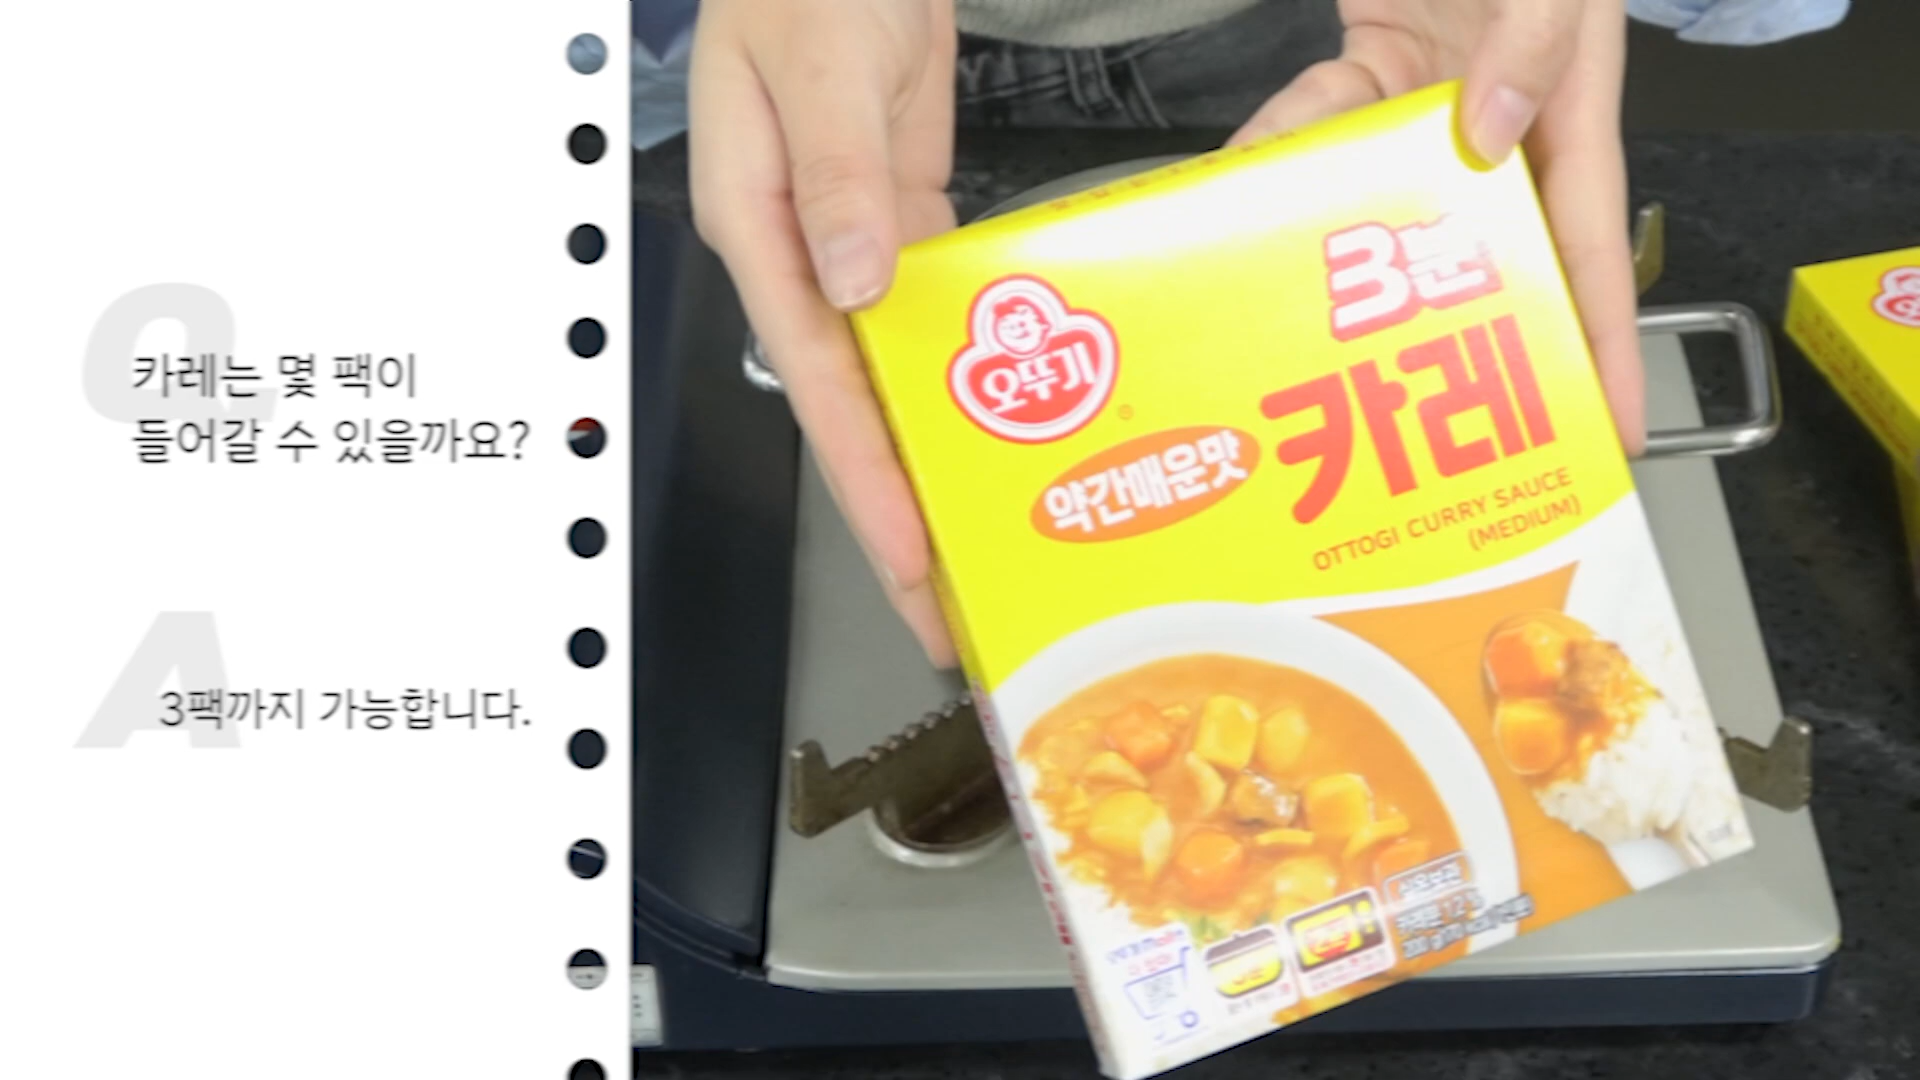 Q.
카레는 몇 팩이
들어갈 수 있을까요?
A
3팩까지 가능합니다.
3분
카레
오뚜기
약간매운맛
OTTOGI CURRY SAUCE
(MEDIUM)